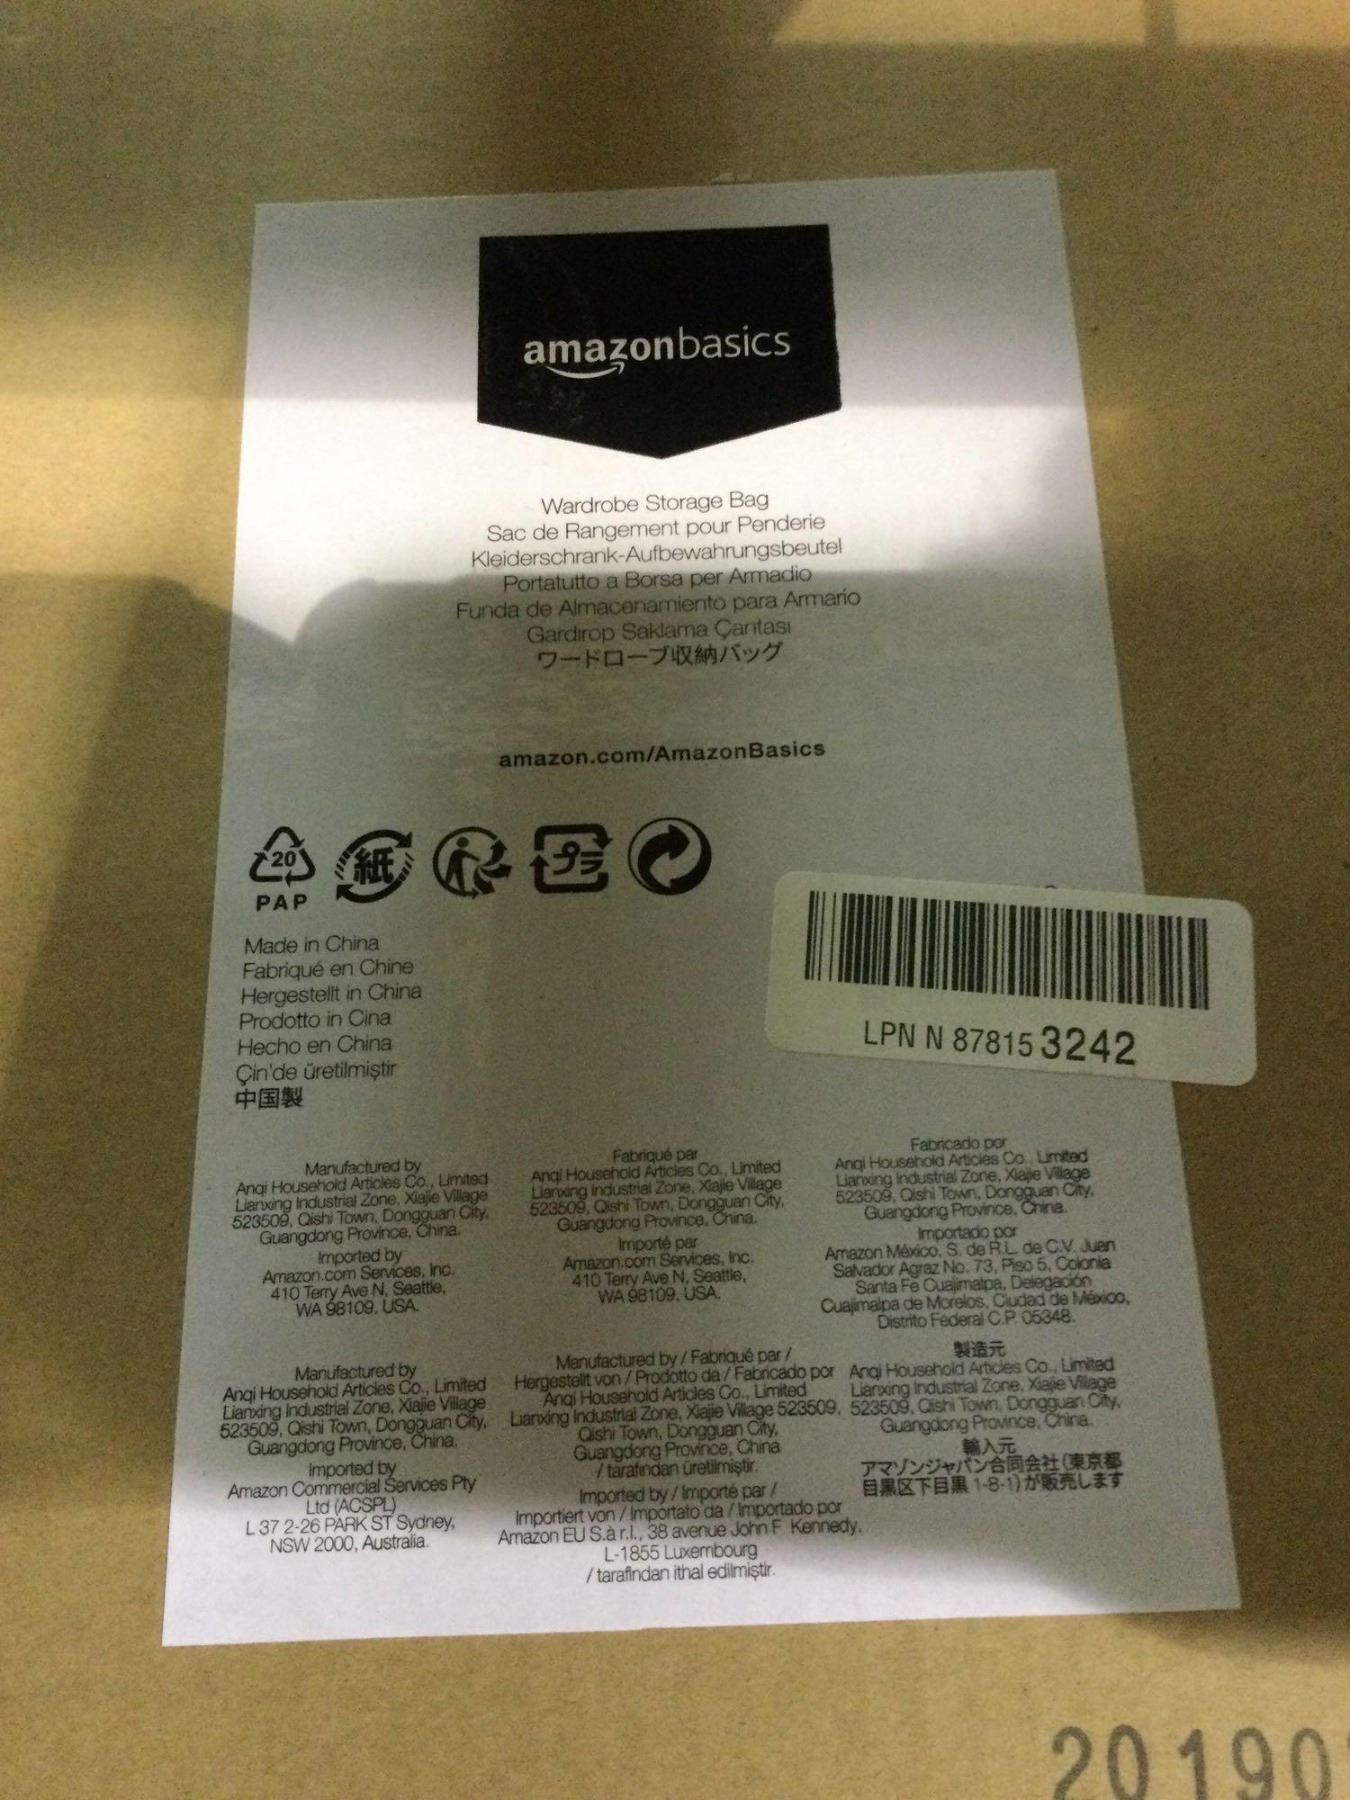 amazonbasics
Wardrobe Storage Bag
Sac de Rangement pour Penderie
Kleiderschrank-Aufbewahrungsbeutel
Portatutto a Borsa per Armadio
Funda de Almacenamiento para Armario
Gardırop Saklama Çantası
ワードローブ収納バッグ
amazon.com/AmazonBasics
20
PAP
紙
プラ
LPN N 878153242
Made in China
Fabriqué en Chine
Hergestellt in China
Prodotto in Cina
Hecho en China
Çin'de üretilmiştir
中国製
Manufactured by
Anqi Household Articles Co., Limited
Lianxing Industrial Zone, Xiajie Village
523509, Qishi Town, Dongguan City,
Guangdong Province, China.
Imported by
Amazon.com Services, Inc.
410 Terry Ave N, Seattle,
WA 98109. USA.
Fabriqué par
Anqi Household Articles Co., Limited
Lianxing Industrial Zone, Xiajie Village
523509, Qishi Town, Dongguan City,
Guangdong Province, China.
Importé par
Amazon.com Services, Inc.
410 Terry Ave N, Seattle,
WA 98109, USA.
Fabricado por
Anqi Household Articles Co., Limited
Lianxing Industrial Zone, Xiajie Village
523509, Qishi Town, Dongguan City,
Guangdong Province, China.
Importado por
Amazon México, S. de R.L. de C.V. Juan
Salvador Agraz No. 73, Piso 5, Colonia
Santa Fe Cuajimalpa, Delegación
Cuajimalpa de Morelos, Ciudad de México,
Distrito Federal C.P. 05348.
Manufactured by
Anqi Household Articles Co., Limited
Lianxing Industrial Zone, Xiajie Village
523509, Qishi Town, Dongguan City,
Guangdong Province, China.
Imported by
Amazon Commercial Services Pty
Ltd (ACSPL)
L 37 2-26 PARK ST Sydney,
NSW 2000, Australia.
Manufactured by / Fabriqué par /
Hergestellt von / Prodotto da / Fabricado por
Anqi Household Articles Co., Limited
Lianxing Industrial Zone, Xiajie Village 523509,
Qishi Town, Dongguan City,
Guangdong Province, China
/ tarafından üretilmiştir.
Imported by / Importé par /
Importiert von / Importato da / Importado por
Amazon EU S.à r.l., 38 avenue John F. Kennedy,
L-1855 Luxembourg
/ tarafından ithal edilmiştir.
製造元
Anqi Household Articles Co., Limited
Lianxing Industrial Zone, Xiajie Village
523509, Qishi Town, Dongguan City,
Guangdong Province, China.
輸入元
アマゾンジャパン合同会社(東京都
目黒区下目黒 1-8-1)が販売します
20190